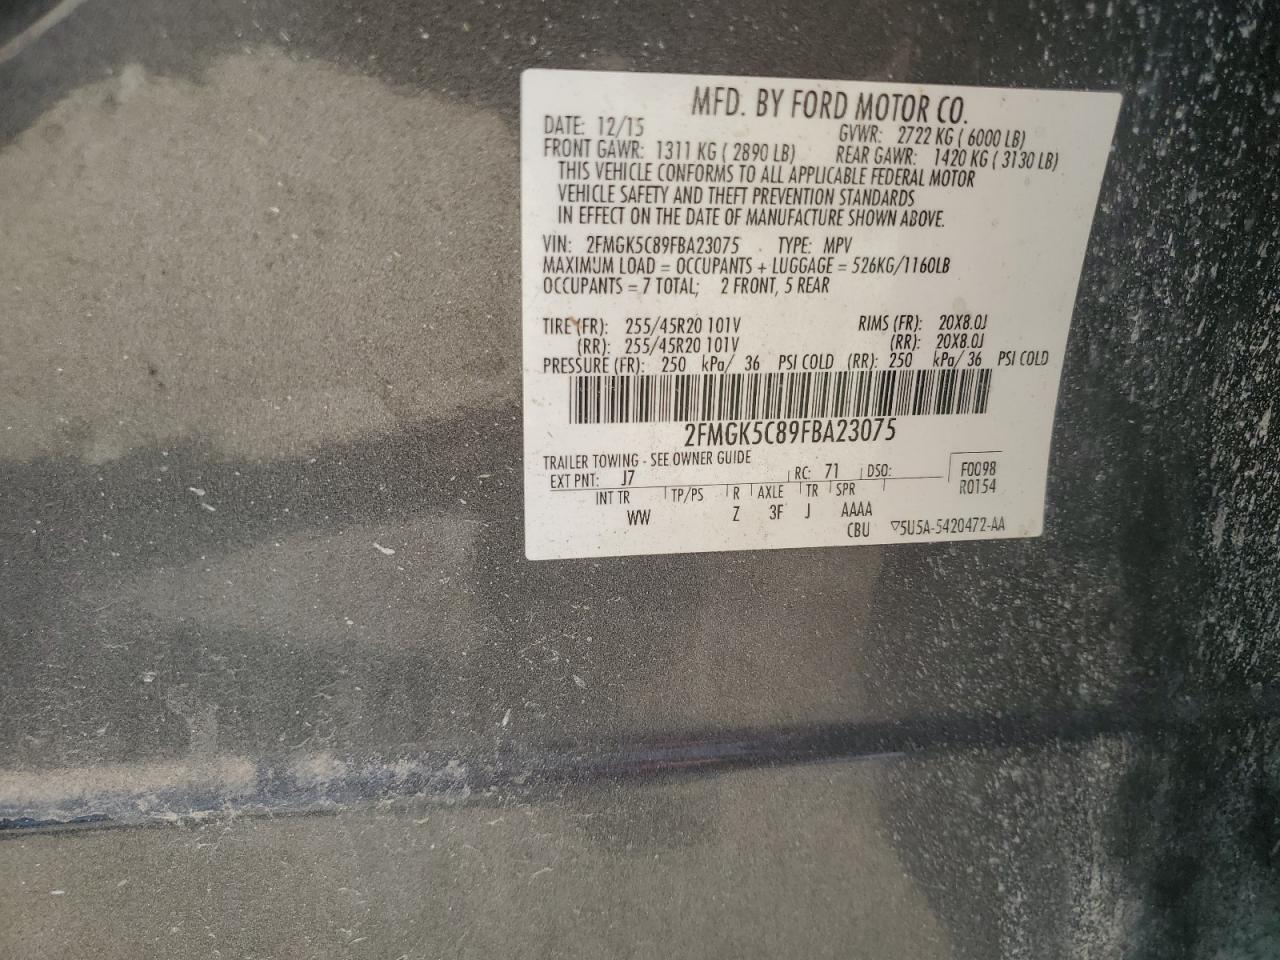 MFD. BY FORD MOTOR CO.
DATE: 12/15 GVWR: 2722 KG ( 6000 LB)
FRONT GAWR: 1311 KG ( 2890 LB) REAR GAWR: 1420 KG ( 3130 LB)
THIS VEHICLE CONFORMS TO ALL APPLICABLE FEDERAL MOTOR
VEHICLE SAFETY AND THEFT PREVENTION STANDARDS
IN EFFECT ON THE DATE OF MANUFACTURE SHOWN ABOVE.
VIN: 2FMGK5C89FBA23075 TYPE: MPV
MAXIMUM LOAD = OCCUPANTS + LUGGAGE = 526KG/1160LB
OCCUPANTS = 7 TOTAL; 2 FRONT, 5 REAR
TIRE (FR): 255/45R20 101V RIMS (FR): 20X8.0J
(RR): 255/45R20 101V (RR): 20X8.0J
PRESSURE (FR): 250 kPa/ 36 PSI COLD (RR): 250 kPa/ 36 PSI COLD
2FMGK5C89FBA23075
TRAILER TOWING - SEE OWNER GUIDE
EXT PNT: J7 RC: 71 DSO: F0098
INT TR TP/PS R AXLE TR SPR R0154
WW Z 3F J AAAA
CBU ▽5U5A-5420472-AA